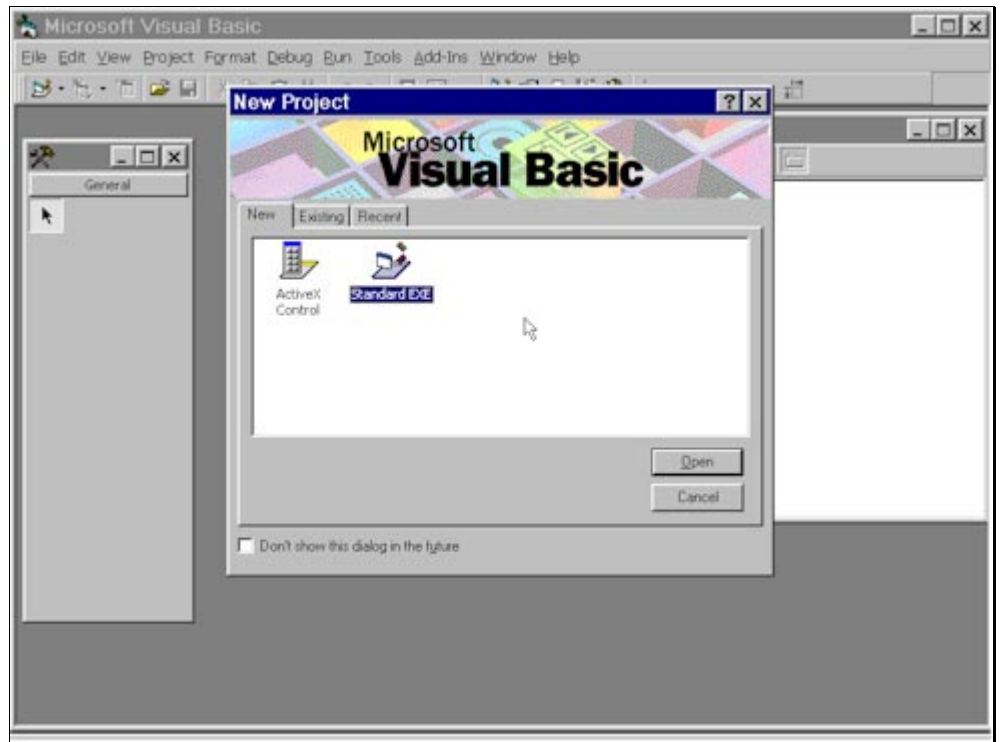 Microsoft Visual Basic
File Edit View Project Format Debug Run Tools Add-Ins Window Help
New Project
Microsoft
Visual Basic
General
New Existing Recent
ActiveX
Control
Standard EXE
Open
Cancel
Don't show this dialog in the future